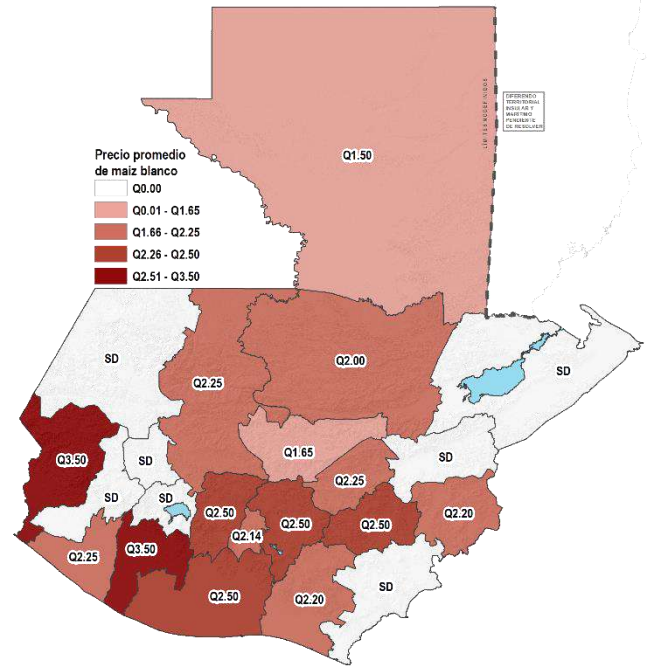 DIFERENDO
TERRITORIAL
INSULAR Y
MARÍTIMO
PENDIENTE
DE RESOLVER
Q1.50
Precio promedio
de maíz blanco
Q0.00
Q0.01 - Q1.65
Q1.66 - Q2.25
Q2.26 - Q2.50
Q2.51 - Q3.50
SD
Q2.25
Q2.00
SD
Q3.50
SD
Q1.65
SD
SD
SD
Q2.25
Q2.50
Q2.50
Q2.50
Q2.20
Q2.14
Q2.25
Q3.50
Q2.50
Q2.20
SD